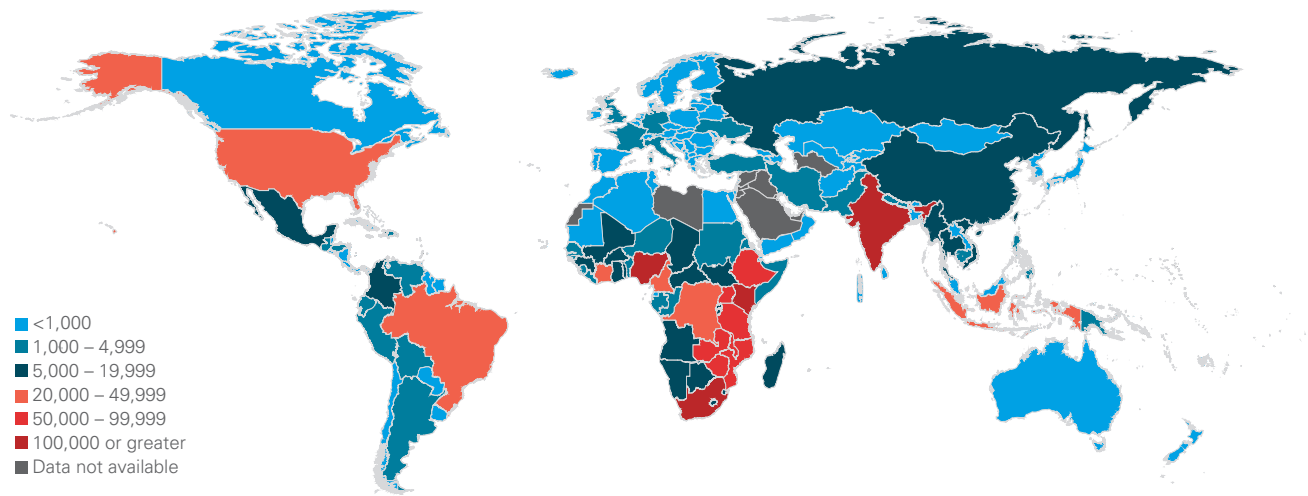 <1,000
1,000 – 4,999
5,000 – 19,999
20,000 – 49,999
50,000 – 99,999
100,000 or greater
Data not available